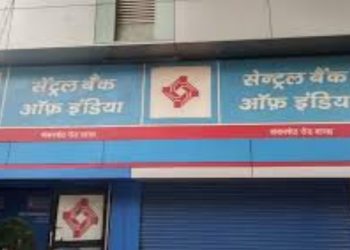 सेंट्रल बैंक
ऑफ़ इंडिया
सेन्ट्रल बैंक
ऑफ़ इंडिया